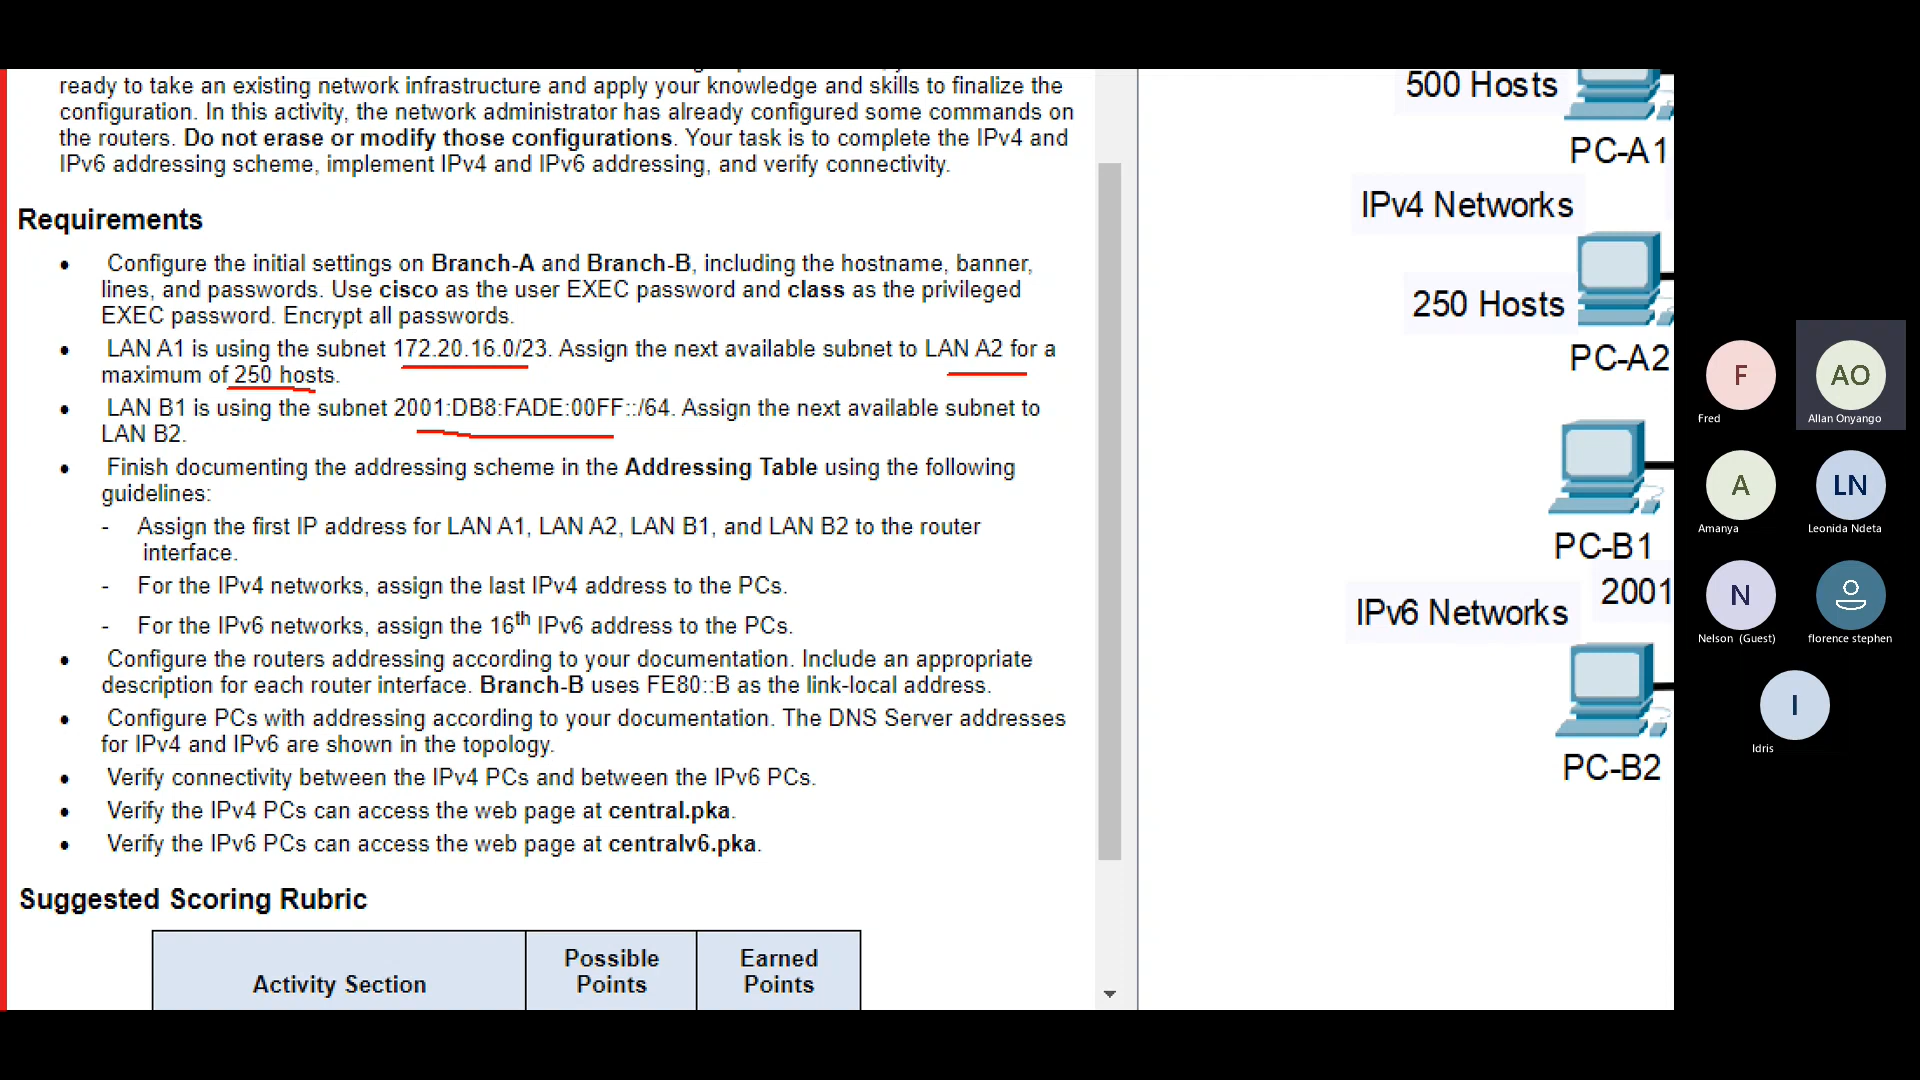 ready to take an existing network infrastructure and apply your knowledge and skills to finalize the
configuration. In this activity, the network administrator has already configured some commands on
the routers. Do not erase or modify those configurations. Your task is to complete the IPv4 and
IPv6 addressing scheme, implement IPv4 and IPv6 addressing, and verify connectivity.
Requirements
• Configure the initial settings on Branch-A and Branch-B, including the hostname, banner,
lines, and passwords. Use cisco as the user EXEC password and class as the privileged
EXEC password. Encrypt all passwords.
• LAN A1 is using the subnet 172.20.16.0/23. Assign the next available subnet to LAN A2 for a
maximum of 250 hosts.
• LAN B1 is using the subnet 2001:DB8:FADE:00FF::/64. Assign the next available subnet to
LAN B2.
• Finish documenting the addressing scheme in the Addressing Table using the following
guidelines:
- Assign the first IP address for LAN A1, LAN A2, LAN B1, and LAN B2 to the router
interface.
- For the IPv4 networks, assign the last IPv4 address to the PCs.
- For the IPv6 networks, assign the 16th IPv6 address to the PCs.
• Configure the routers addressing according to your documentation. Include an appropriate
description for each router interface. Branch-B uses FE80::B as the link-local address.
• Configure PCs with addressing according to your documentation. The DNS Server addresses
for IPv4 and IPv6 are shown in the topology.
• Verify connectivity between the IPv4 PCs and between the IPv6 PCs.
• Verify the IPv4 PCs can access the web page at central.pka.
• Verify the IPv6 PCs can access the web page at centralv6.pka.
Suggested Scoring Rubric
Activity Section
Possible
Points
Earned
Points
500 Hosts
PC-A1
IPv4 Networks
250 Hosts
PC-A2
PC-B1
2001
IPv6 Networks
PC-B2
F
Fred
AO
Allan Onyango
A
Amanya
LN
Leonida Ndeta
N
Nelson (Guest)
florence stephen
I
Idris